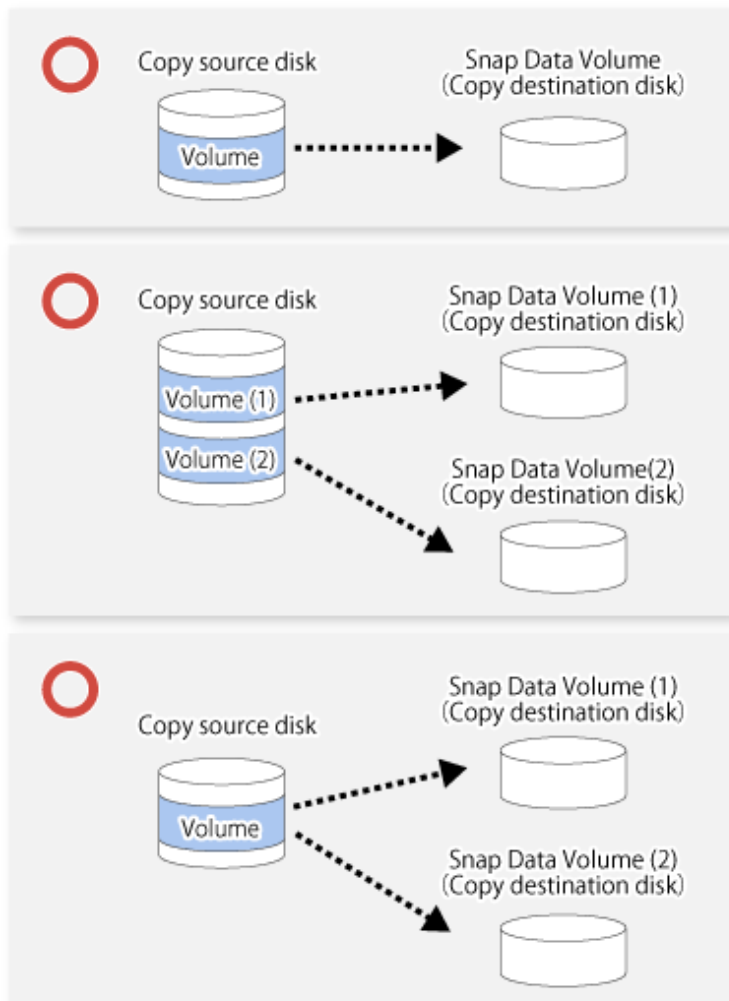 Copy source disk
Snap Data Volume
(Copy destination disk)
Volume
Copy source disk
Snap Data Volume (1)
(Copy destination disk)
Volume (1)
Volume (2)
Snap Data Volume(2)
(Copy destination disk)
Copy source disk
Snap Data Volume (1)
(Copy destination disk)
Volume
Snap Data Volume (2)
(Copy destination disk)